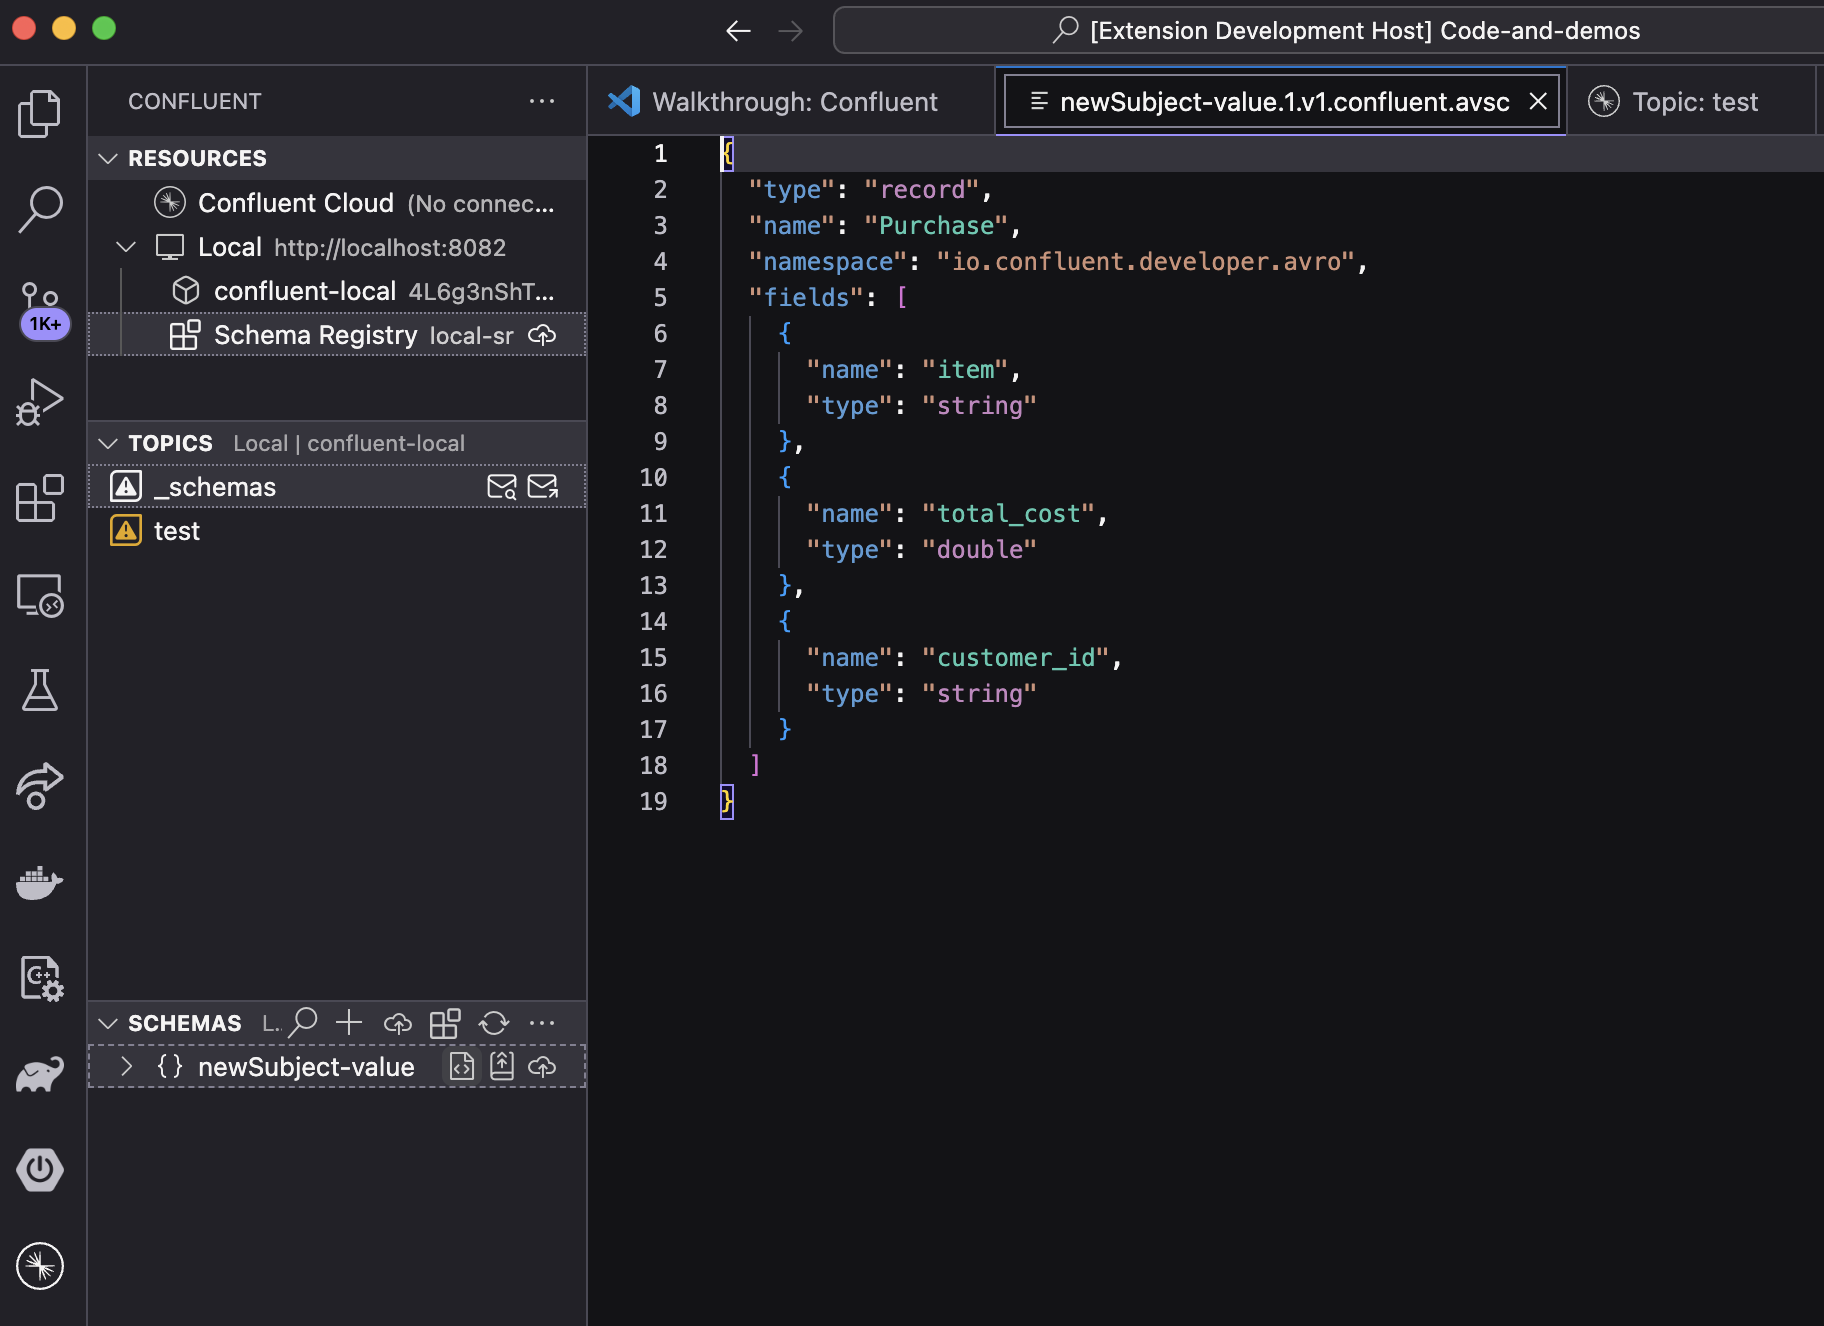 [Extension Development Host] Code-and-demos
CONFLUENT
Walkthrough: Confluent
newSubject-value.1.v1.confluent.avsc
Topic: test
RESOURCES
Confluent Cloud (No connec...
Local http://localhost:8082
confluent-local 4L6g3nShT...
Schema Registry local-sr
1K+
TOPICS Local | confluent-local
_schemas
test
SCHEMAS L..
{} newSubject-value
C++
1 {
2 "type": "record",
3 "name": "Purchase",
4 "namespace": "io.confluent.developer.avro",
5 "fields": [
6 {
7 "name": "item",
8 "type": "string"
9 },
10 {
11 "name": "total_cost",
12 "type": "double"
13 },
14 {
15 "name": "customer_id",
16 "type": "string"
17 }
18 ]
19 }